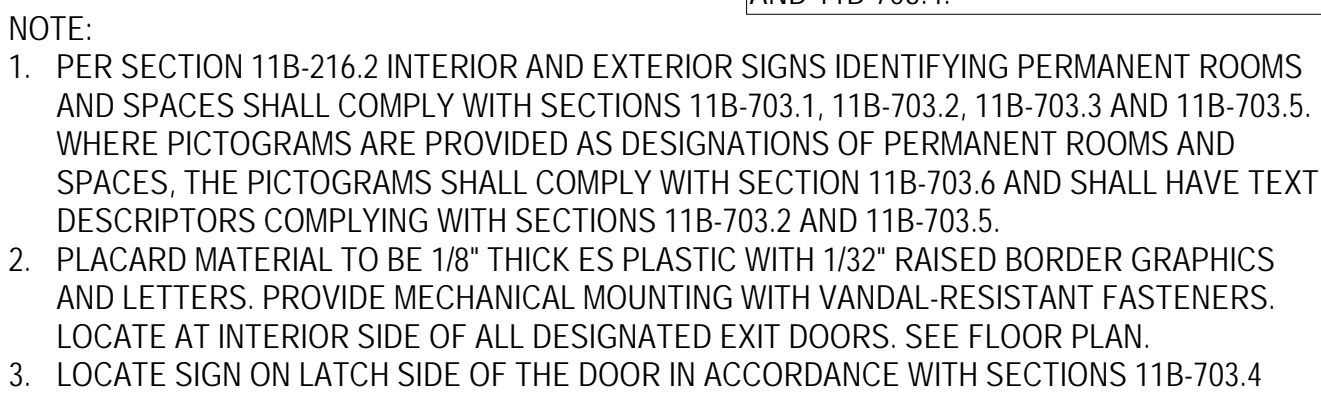 NOTE:
1. PER SECTION 11B-216.2 INTERIOR AND EXTERIOR SIGNS IDENTIFYING PERMANENT ROOMS
AND SPACES SHALL COMPLY WITH SECTIONS 11B-703.1, 11B-703.2, 11B-703.3 AND 11B-703.5.
WHERE PICTOGRAMS ARE PROVIDED AS DESIGNATIONS OF PERMANENT ROOMS AND
SPACES, THE PICTOGRAMS SHALL COMPLY WITH SECTION 11B-703.6 AND SHALL HAVE TEXT
DESCRIPTORS COMPLYING WITH SECTIONS 11B-703.2 AND 11B-703.5.
2. PLACARD MATERIAL TO BE 1/8" THICK ES PLASTIC WITH 1/32" RAISED BORDER GRAPHICS
AND LETTERS. PROVIDE MECHANICAL MOUNTING WITH VANDAL-RESISTANT FASTENERS.
LOCATE AT INTERIOR SIDE OF ALL DESIGNATED EXIT DOORS. SEE FLOOR PLAN.
3. LOCATE SIGN ON LATCH SIDE OF THE DOOR IN ACCORDANCE WITH SECTIONS 11B-703.4